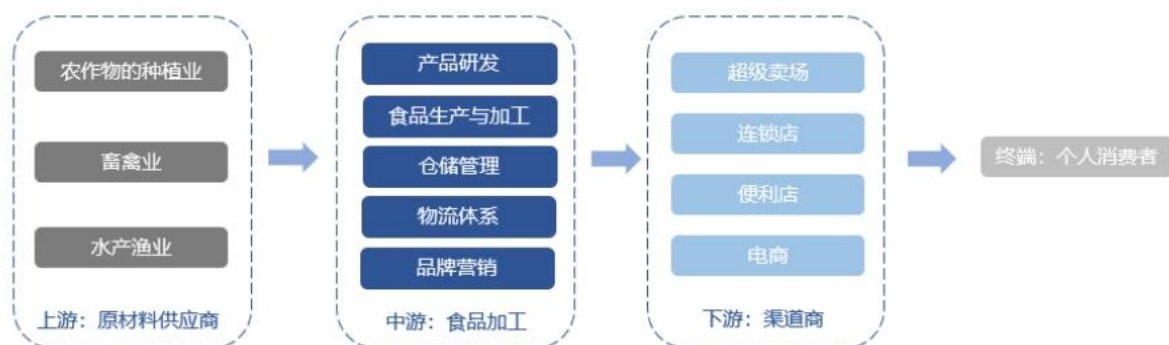 农作物的种植业
畜禽业
水产渔业
上游：原材料供应商
产品研发
食品生产与加工
仓储管理
物流体系
品牌营销
中游：食品加工
超级卖场
连锁店
便利店
电商
下游：渠道商
终端：个人消费者